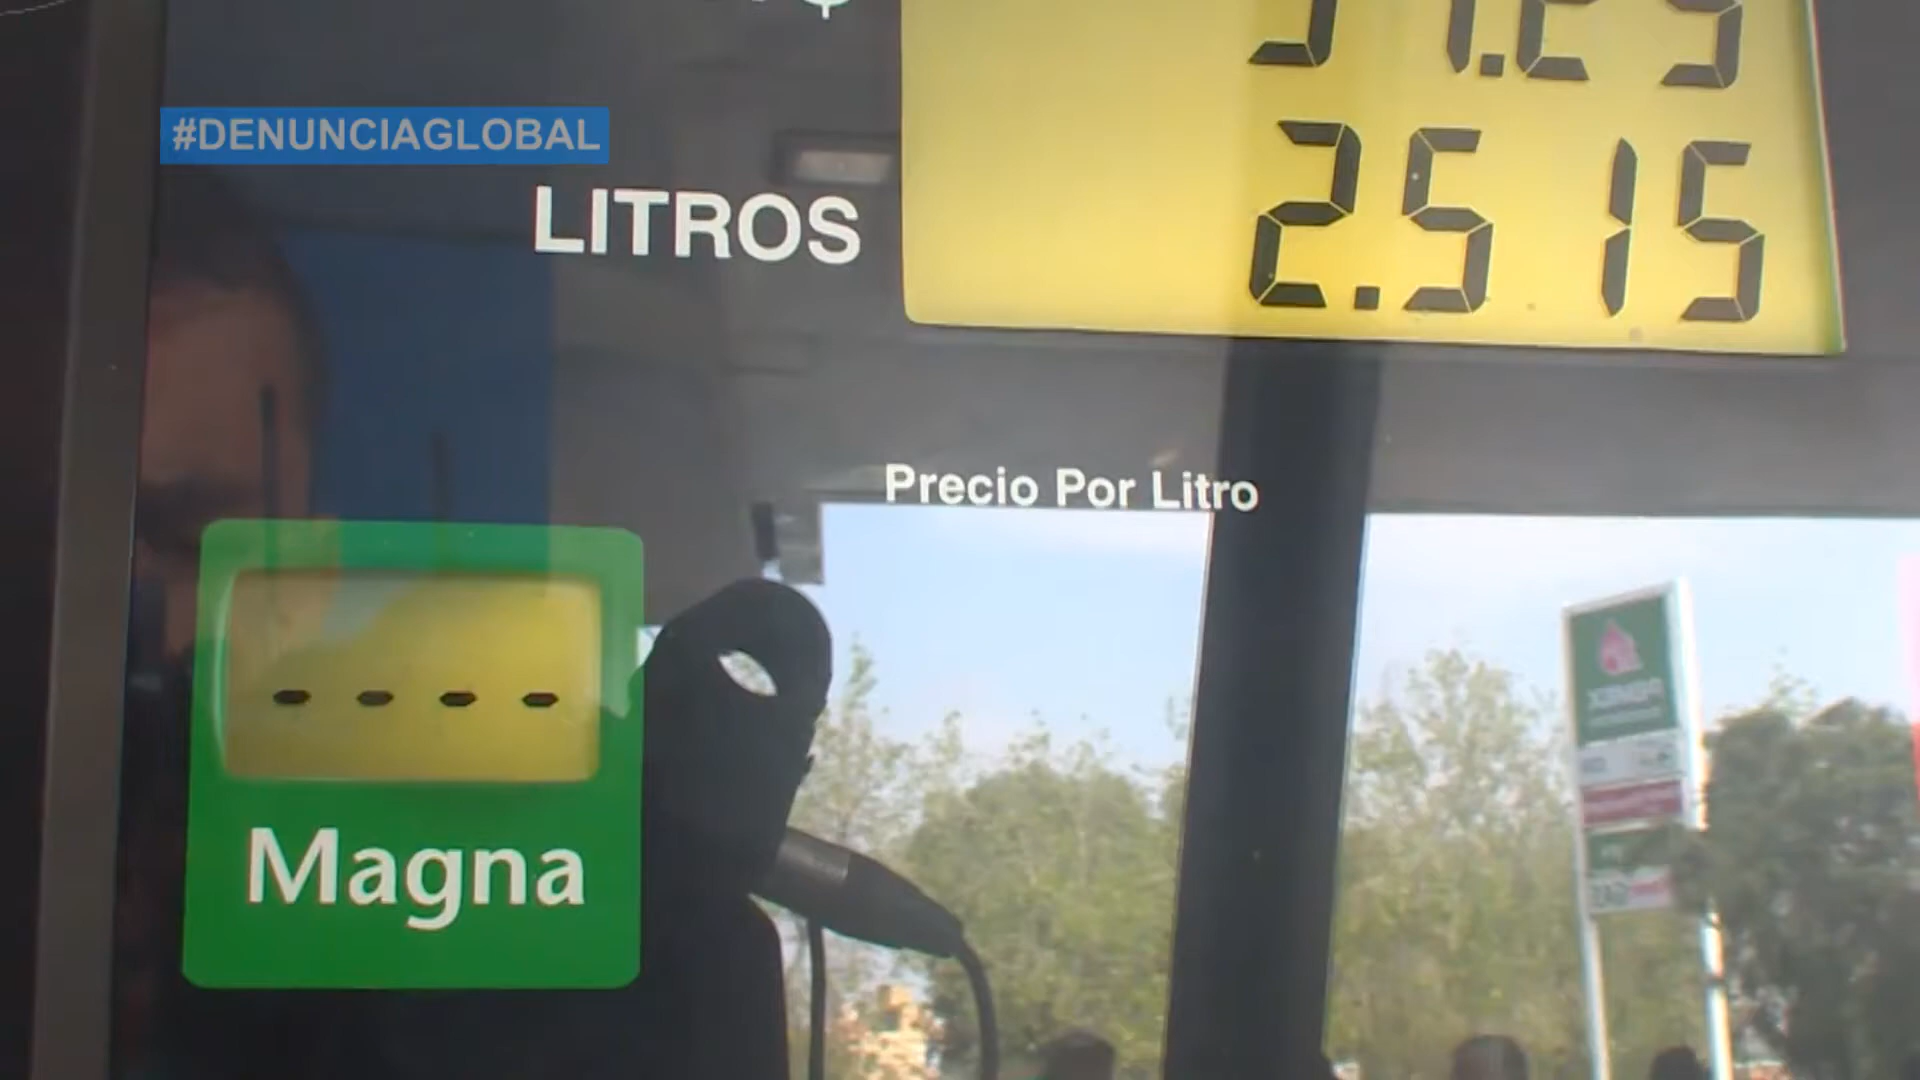 $
#DENUNCIAGLOBAL
LITROS
2.515
Precio Por Litro
- - - -
Magna